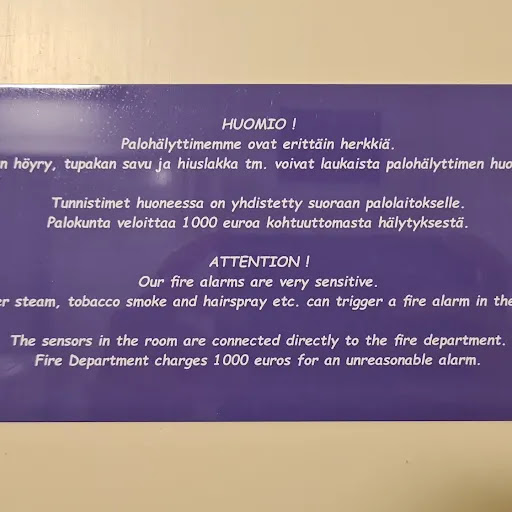 HUOMIO !
Palohälyttimemme ovat erittäin herkkiä.
höyry, tupakan savu ja hiuslakka tm. voivat laukaista palohälyttimen
Tunnistimet huoneessa on yhdistetty suoraan palolaitokselle.
Palokunta veloittaa 1000 euroa kohtuuttomasta hälytyksestä.
ATTENTION !
Our fire alarms are very sensitive.
steam, tobacco smoke and hairspray etc. can trigger a fire alarm in the
The sensors in the room are connected directly to the fire department.
Fire Department charges 1000 euros for an unreasonable alarm.